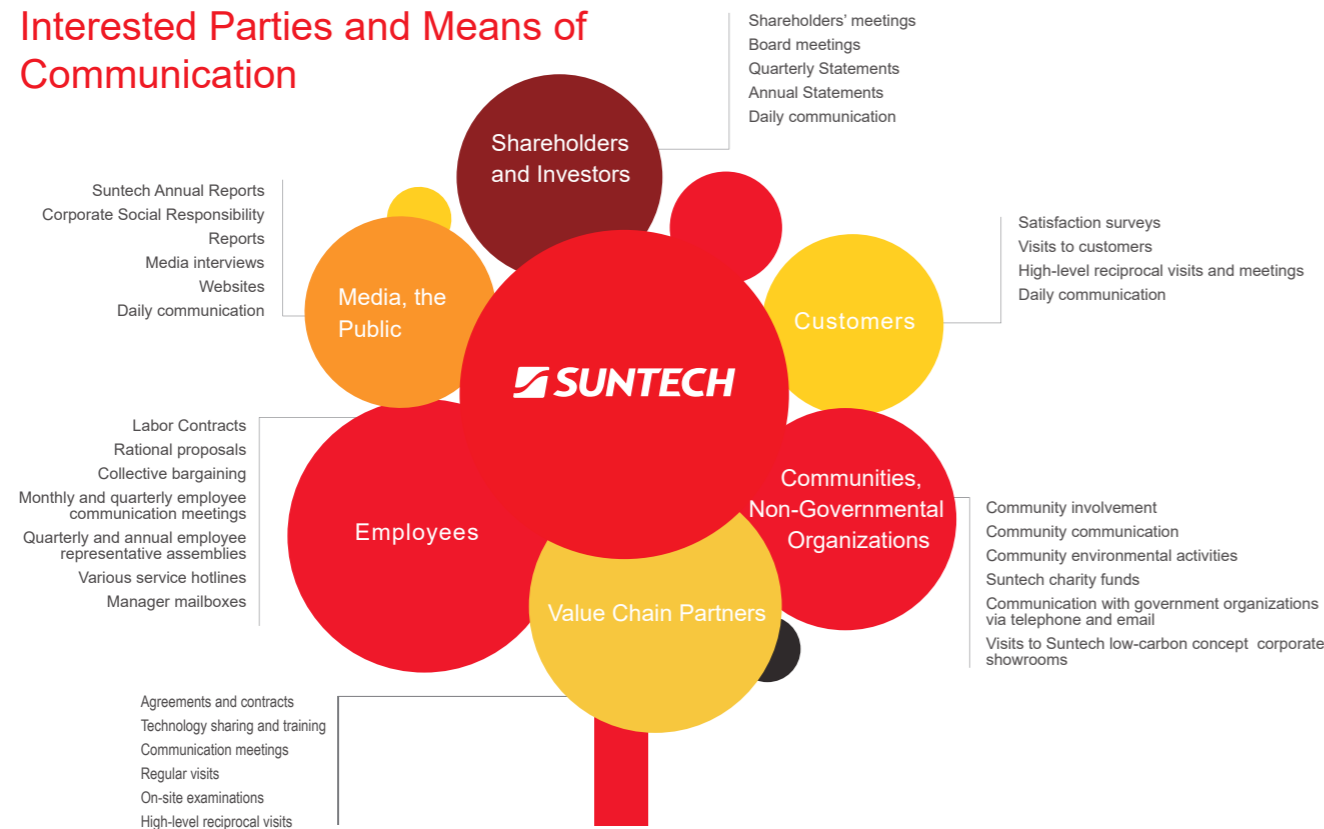 Interested Parties and Means of
Communication
Shareholders’ meetings
Board meetings
Quarterly Statements
Annual Statements
Daily communication
Shareholders
and Investors
Suntech Annual Reports
Corporate Social Responsibility
Reports
Media interviews
Websites
Daily communication
Media, the
Public
Satisfaction surveys
Visits to customers
High-level reciprocal visits and meetings
Daily communication
Customers
SUNTECH
Labor Contracts
Rational proposals
Collective bargaining
Monthly and quarterly employee
communication meetings
Quarterly and annual employee
representative assemblies
Various service hotlines
Manager mailboxes
Employees
Communities,
Non-Governmental
Organizations
Community involvement
Community communication
Community environmental activities
Suntech charity funds
Communication with government organizations
via telephone and email
Visits to Suntech low-carbon concept corporate
showrooms
Value Chain Partners
Agreements and contracts
Technology sharing and training
Communication meetings
Regular visits
On-site examinations
High-level reciprocal visits